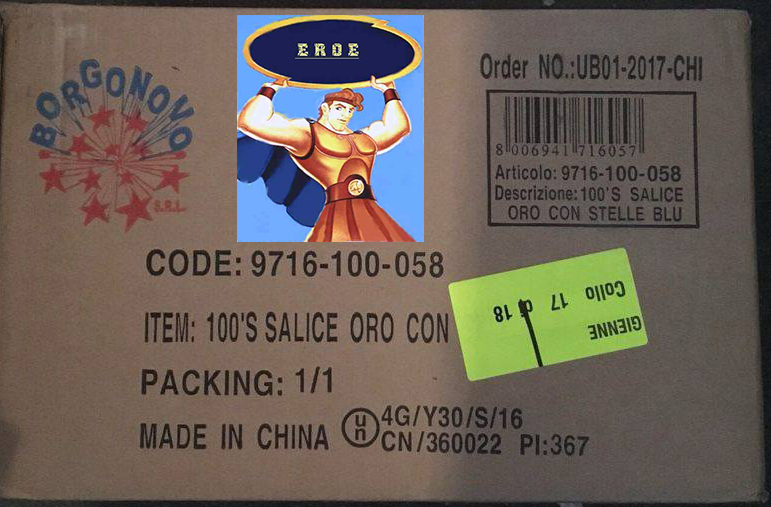 BORGONOVO
S.R.L.
EROE
Order NO.:UB01-2017-CHI
8 006941 716057
Articolo: 9716-100-058
Descrizione: 100'S SALICE
ORO CON STELLE BLU
CODE: 9716-100-058
ITEM: 100'S SALICE ORO CON
PACKING: 1/1
MADE IN CHINA
un
4G/Y30/S/16
CN/360022 PI:367
GIENNE
Collo 17 di 18